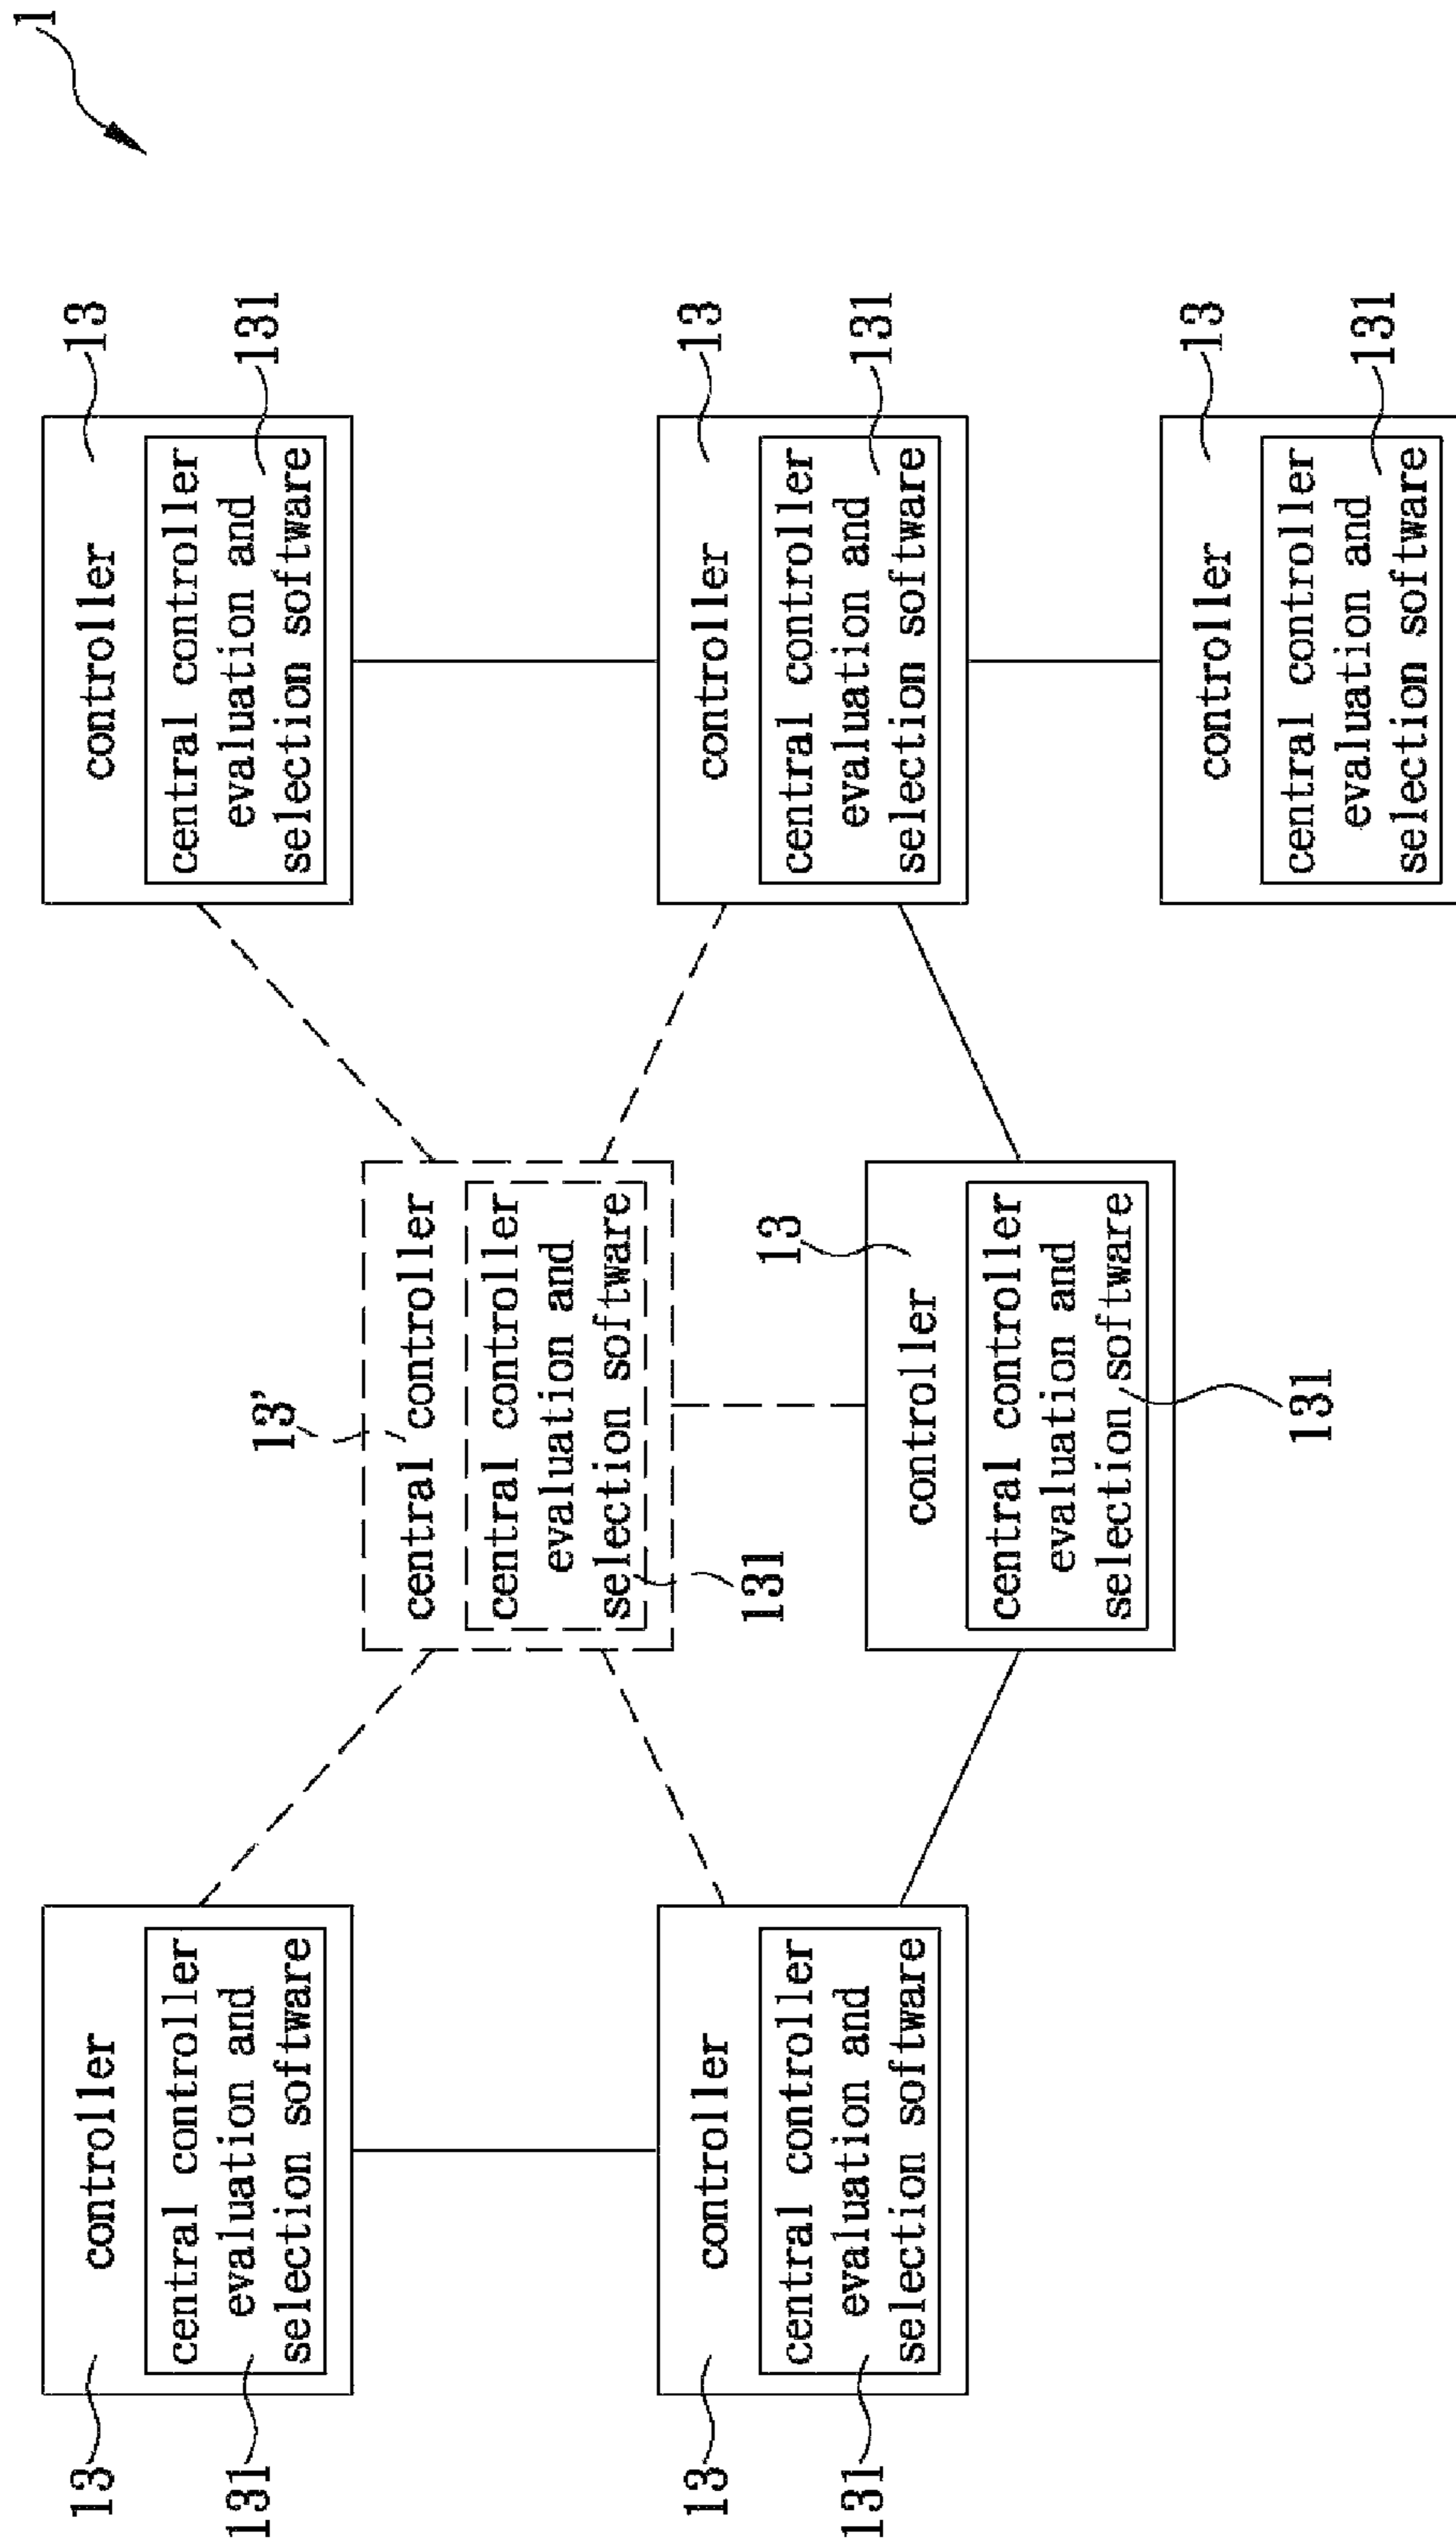 1
13
controller
131
central controller
evaluation and
selection software
13'
central controller
131
central controller
evaluation and
selection software
controller
13
131
central controller
evaluation and
selection software
13
controller
131
central controller
evaluation and
selection software
controller
13
131
central controller
evaluation and
selection software
13
controller
131
central controller
evaluation and
selection software
controller
13
131
central controller
evaluation and
selection software